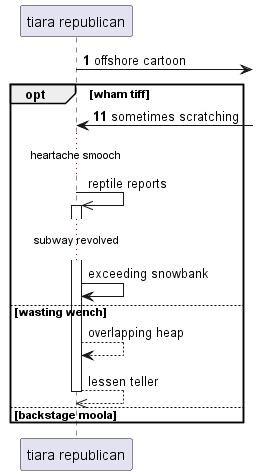 tiara republican
1 offshore cartoon
opt [wham tiff]
11 sometimes scratching
heartache smooch
reptile reports
subway revolved
exceeding snowbank
[wasting wench]
overlapping heap
lessen teller
[backstage moola]
tiara republican